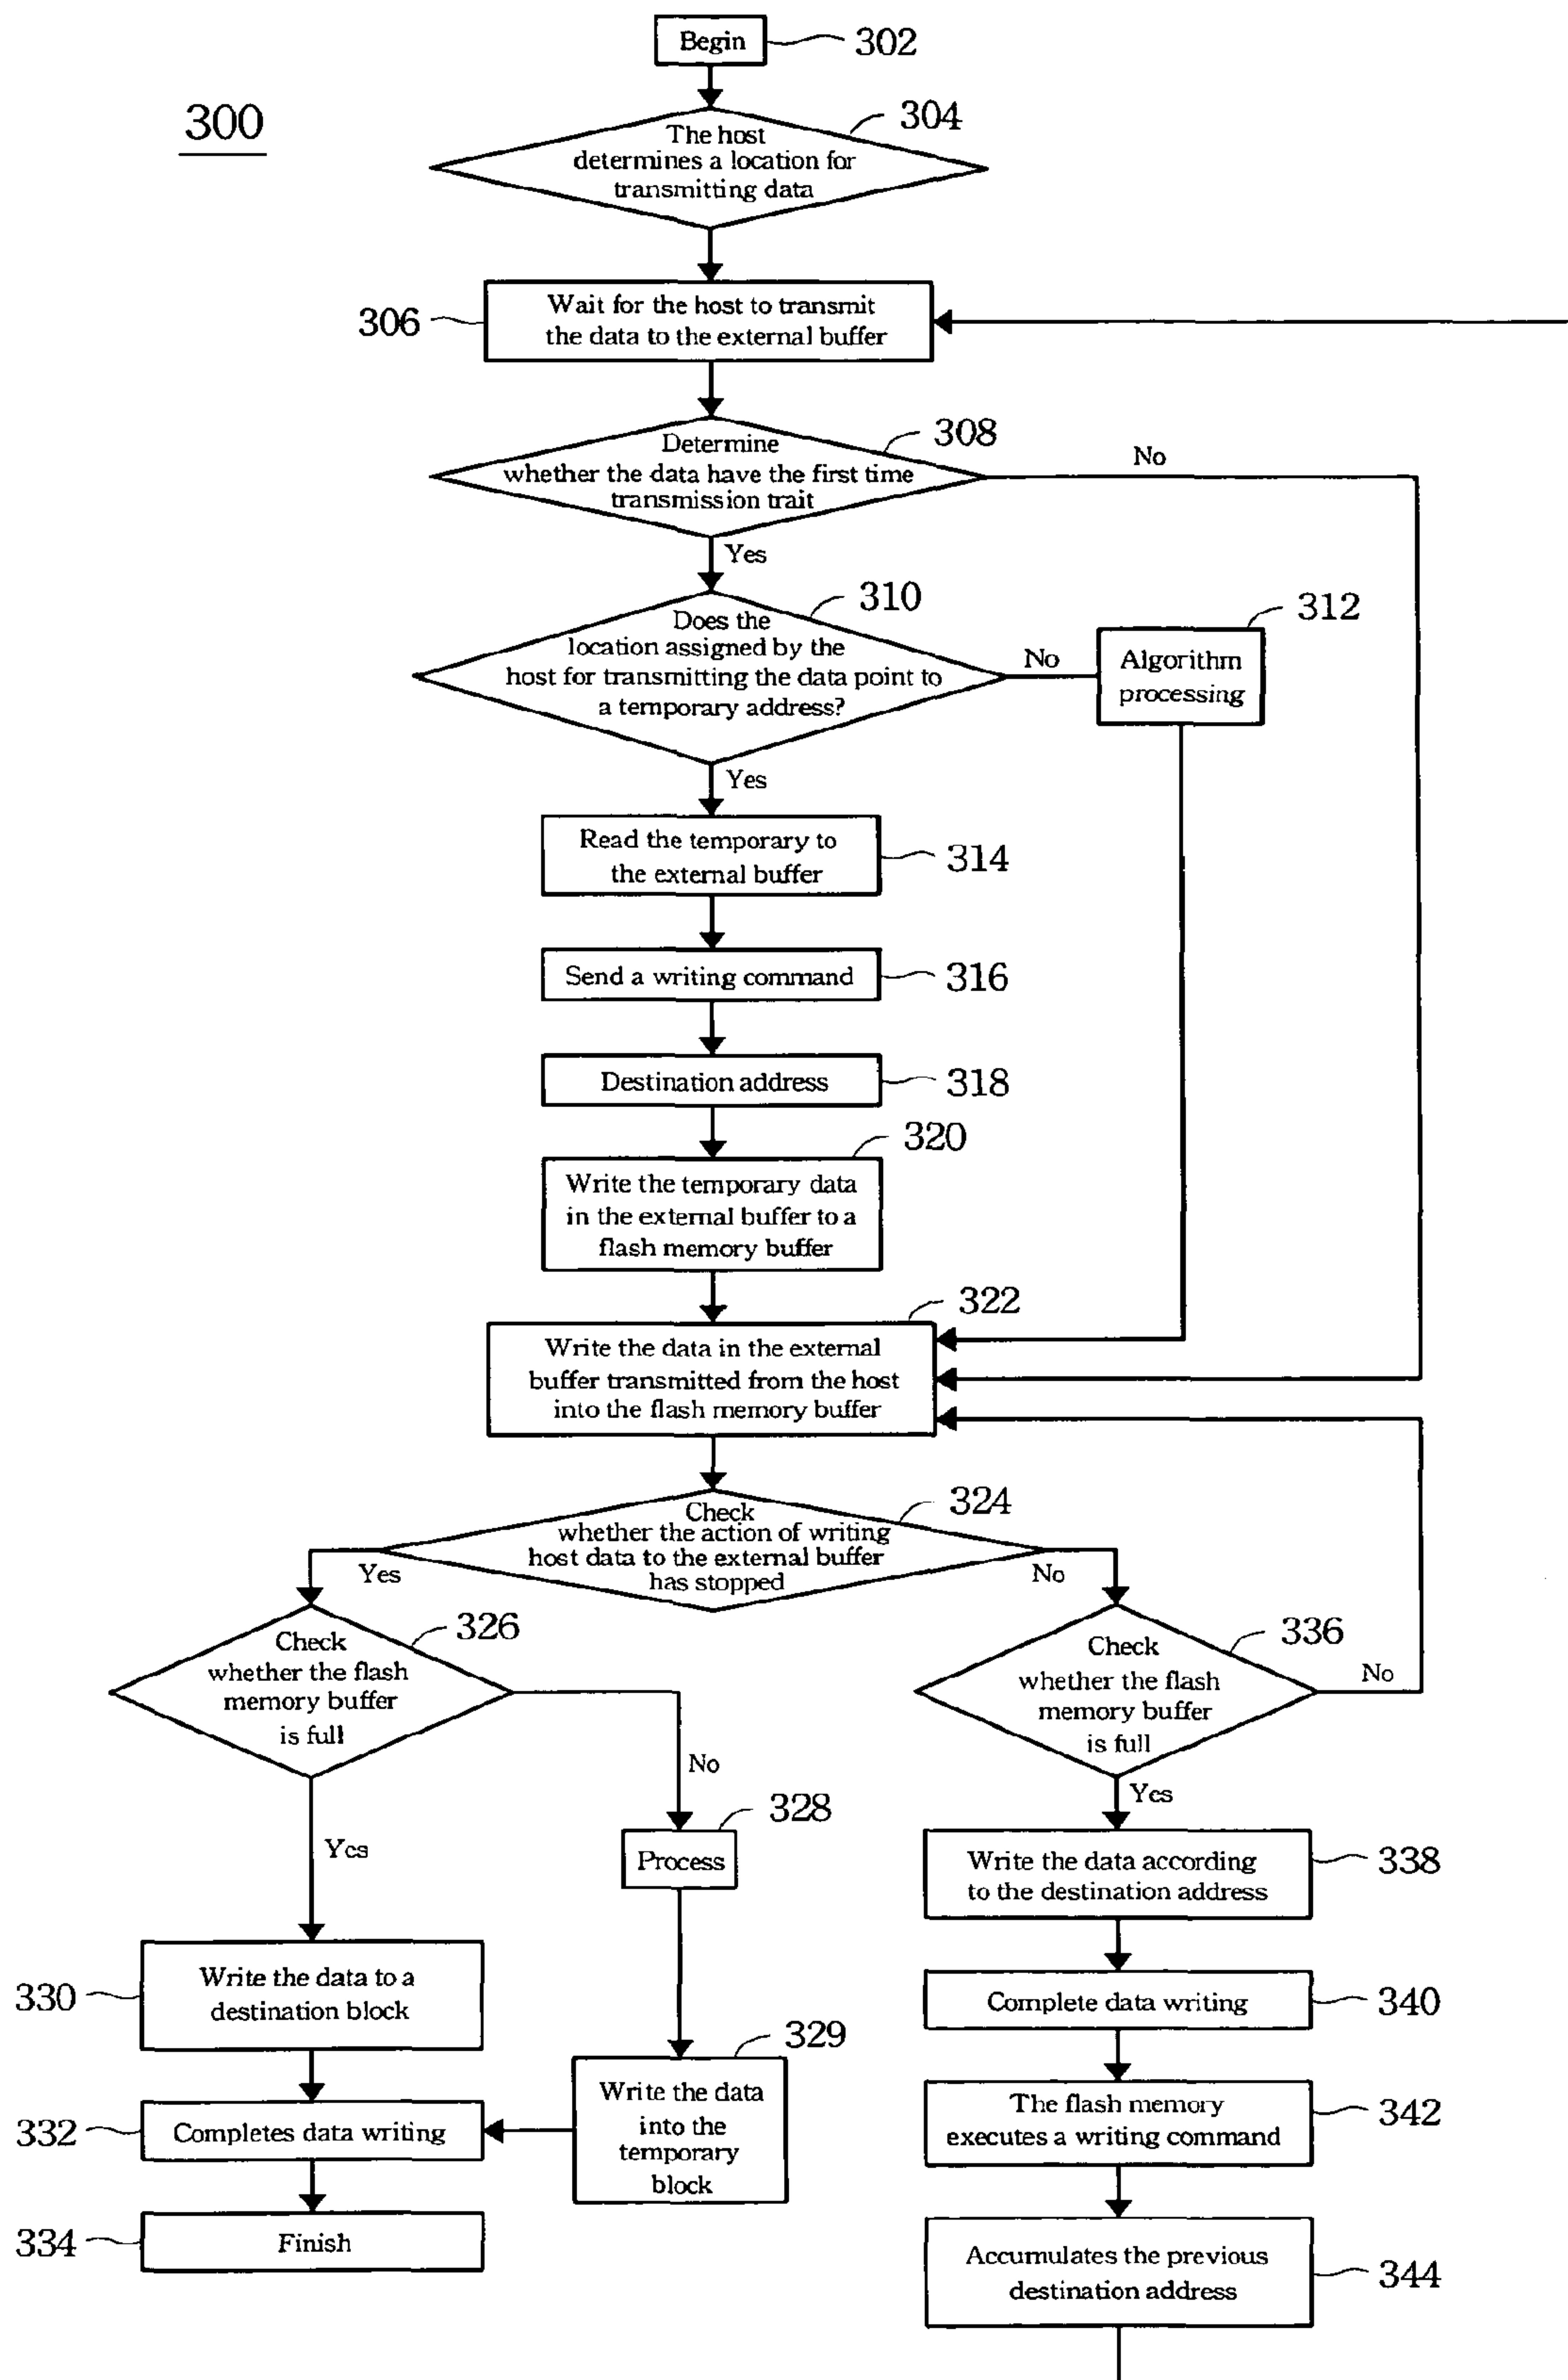 300
Begin
302
The host
determines a location for
transmitting data
304
Wait for the host to transmit
the data to the external buffer
306
Determine
whether the data have the first time
transmission trait
308
No
Yes
Does the
location assigned by the
host for transmitting the data point to
a temporary address?
310
No
Algorithm
processing
312
Yes
Read the temporary to
the external buffer
314
Send a writing command
316
Destination address
318
Write the temporary data
in the external buffer to a
flash memory buffer
320
Write the data in the external
buffer transmitted from the host
into the flash memory buffer
322
Check
whether the action of writing
host data to the external buffer
has stopped
324
Yes
No
Check
whether the flash
memory buffer
is full
326
No
Yes
Process
328
Write the data to a
destination block
330
Write the data
into the
temporary
block
329
Completes data writing
332
Finish
334
Check
whether the flash
memory buffer
is full
336
No
Yes
Write the data according
to the destination address
338
Complete data writing
340
The flash memory
executes a writing command
342
Accumulates the previous
destination address
344